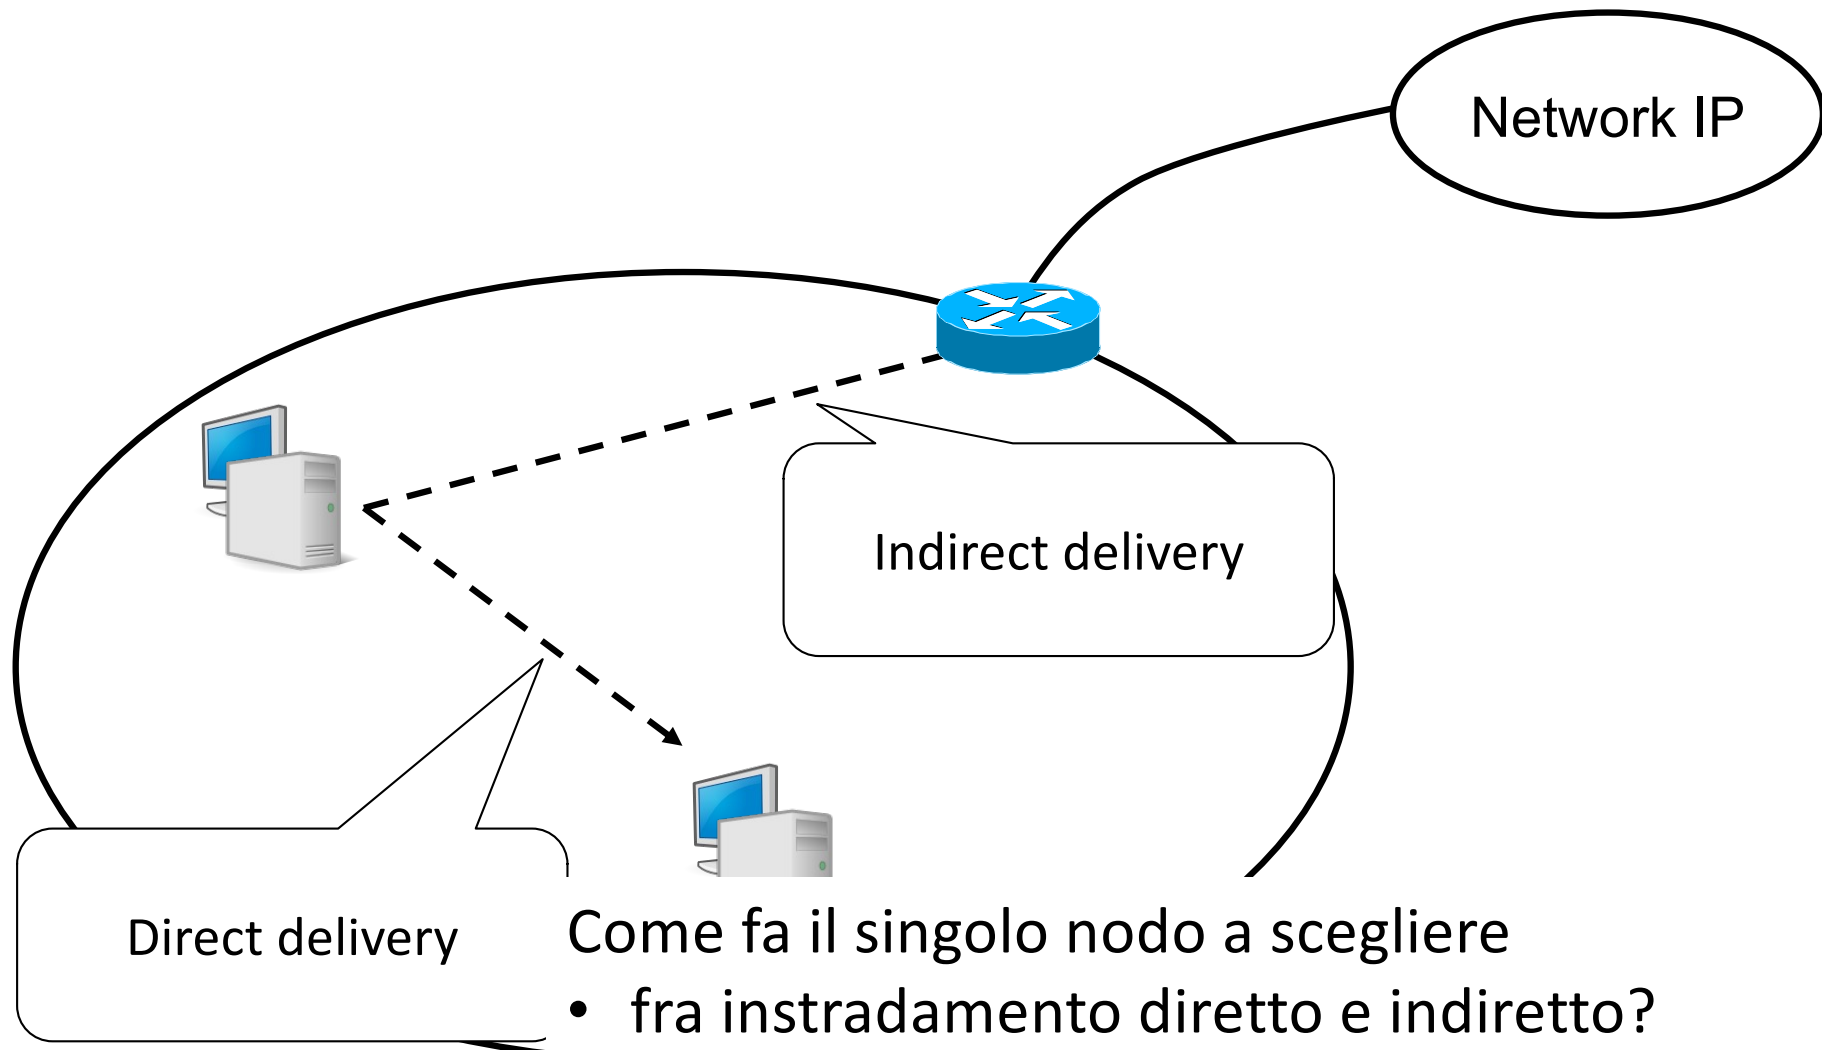 Network IP
Indirect delivery
Direct delivery
Come fa il singolo nodo a scegliere
• fra instradamento diretto e indiretto?